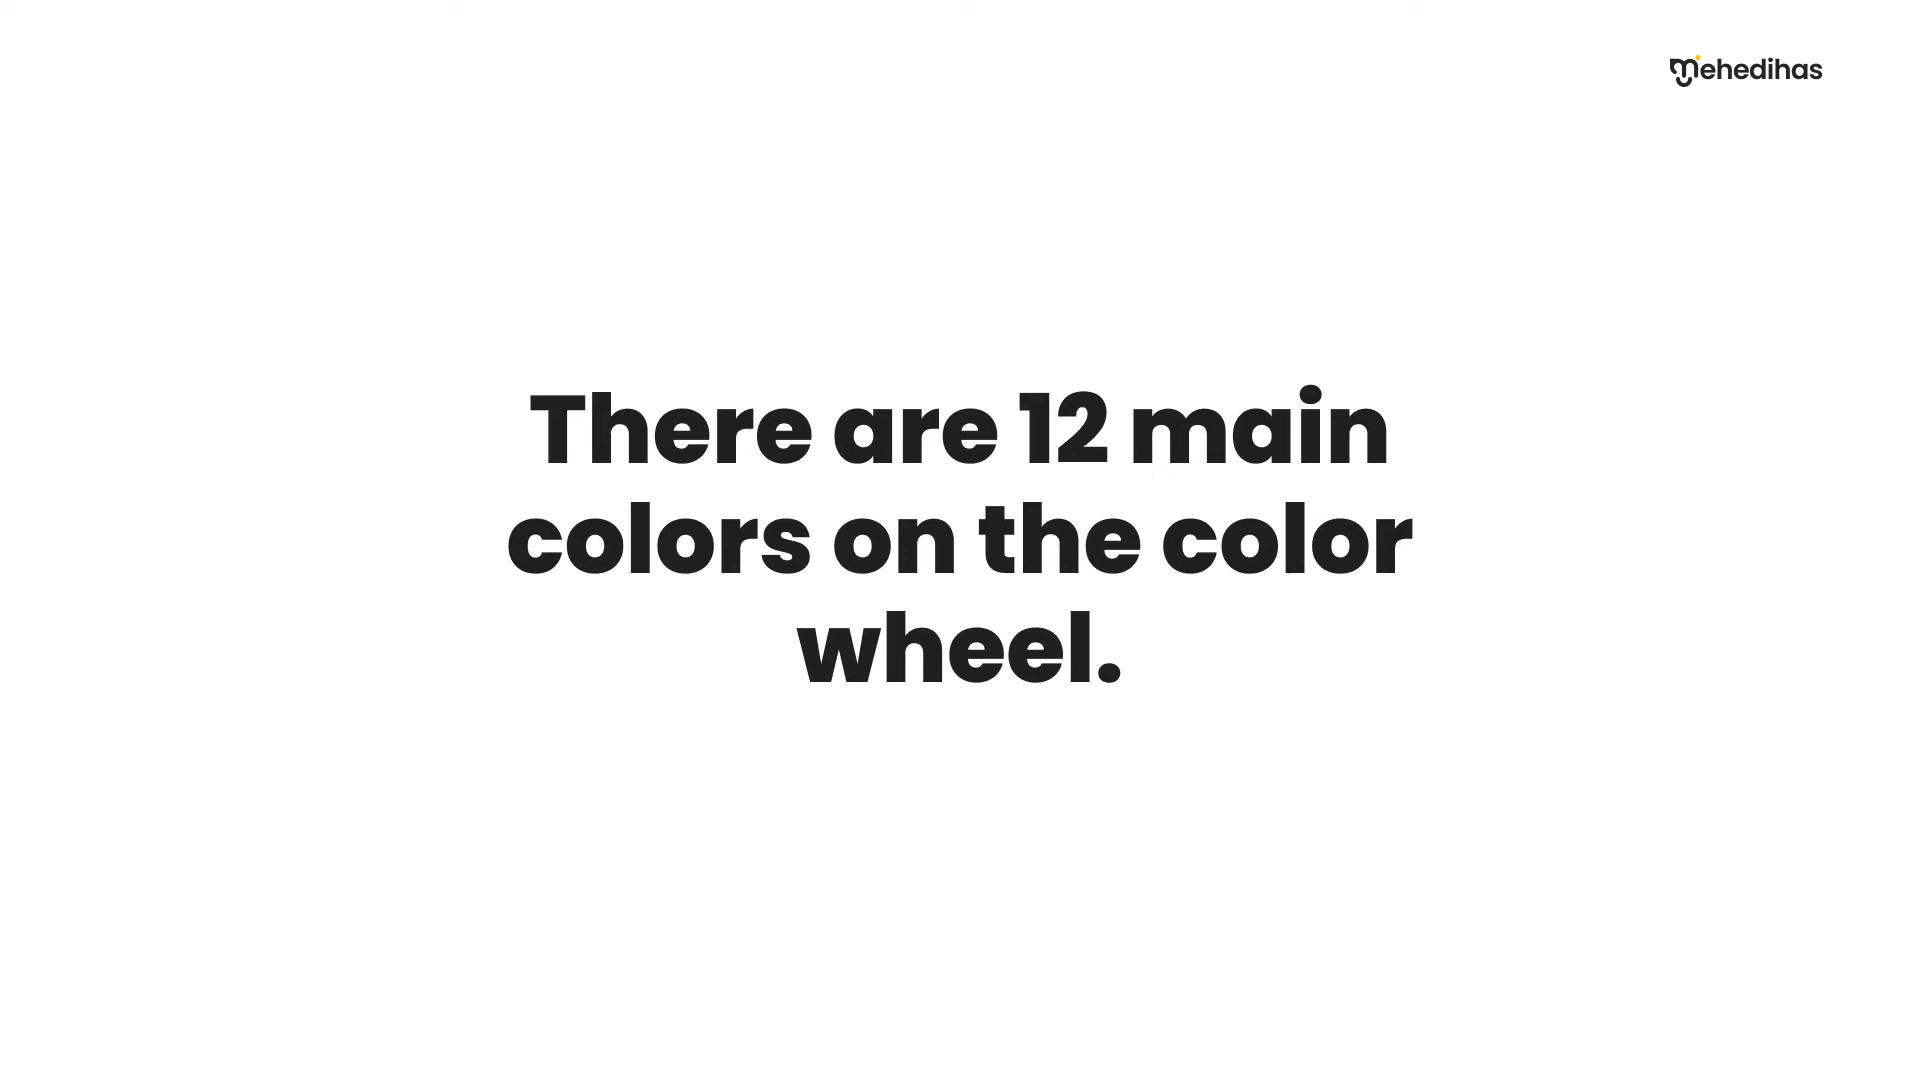 mehedihas
There are 12 main
colors on the color
wheel.